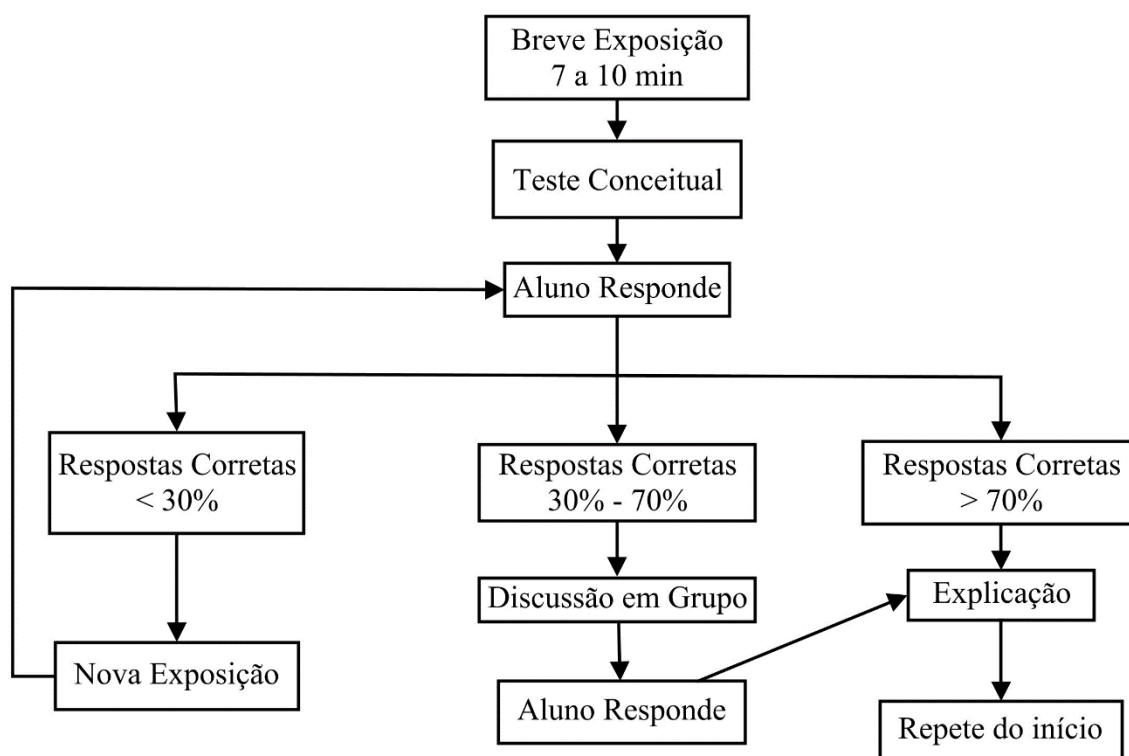 Breve Exposição
7 a 10 min
Teste Conceitual
Aluno Responde
Respostas Corretas
< 30%
Respostas Corretas
30% - 70%
Respostas Corretas
> 70%
Discussão em Grupo
Explicação
Nova Exposição
Aluno Responde
Repete do início